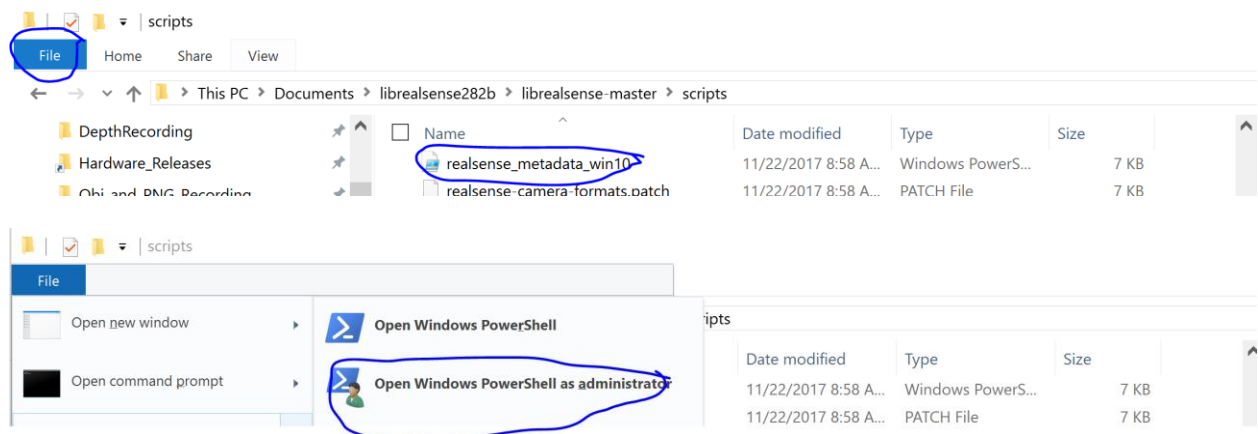 scripts
File Home Share View
This PC > Documents > librealsense282b > librealsense-master > scripts
DepthRecording
Name Date modified Type Size
Hardware_Releases
realsense_metadata_win10 11/22/2017 8:58 A... Windows PowerS... 7 KB
Obj and PNG Recording
realsense-camera-formats.patch 11/22/2017 8:58 A... PATCH File 7 KB
scripts
File
Open new window
Open Windows PowerShell
ripts
Date modified Type Size
Open command prompt
Open Windows PowerShell as administrator
11/22/2017 8:58 A... Windows PowerS... 7 KB
11/22/2017 8:58 A... PATCH File 7 KB